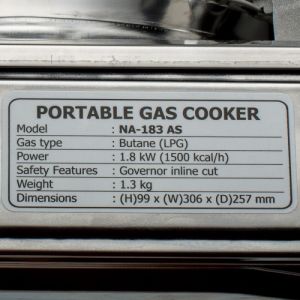 PORTABLE GAS COOKER
Model : NA-183 AS
Gas type : Butane (LPG)
Power : 1.8 kW (1500 kcal/h)
Safety Features : Governor inline cut
Weight : 1.3 kg
Dimensions : (H)99 x (W)306 x (D)257 mm